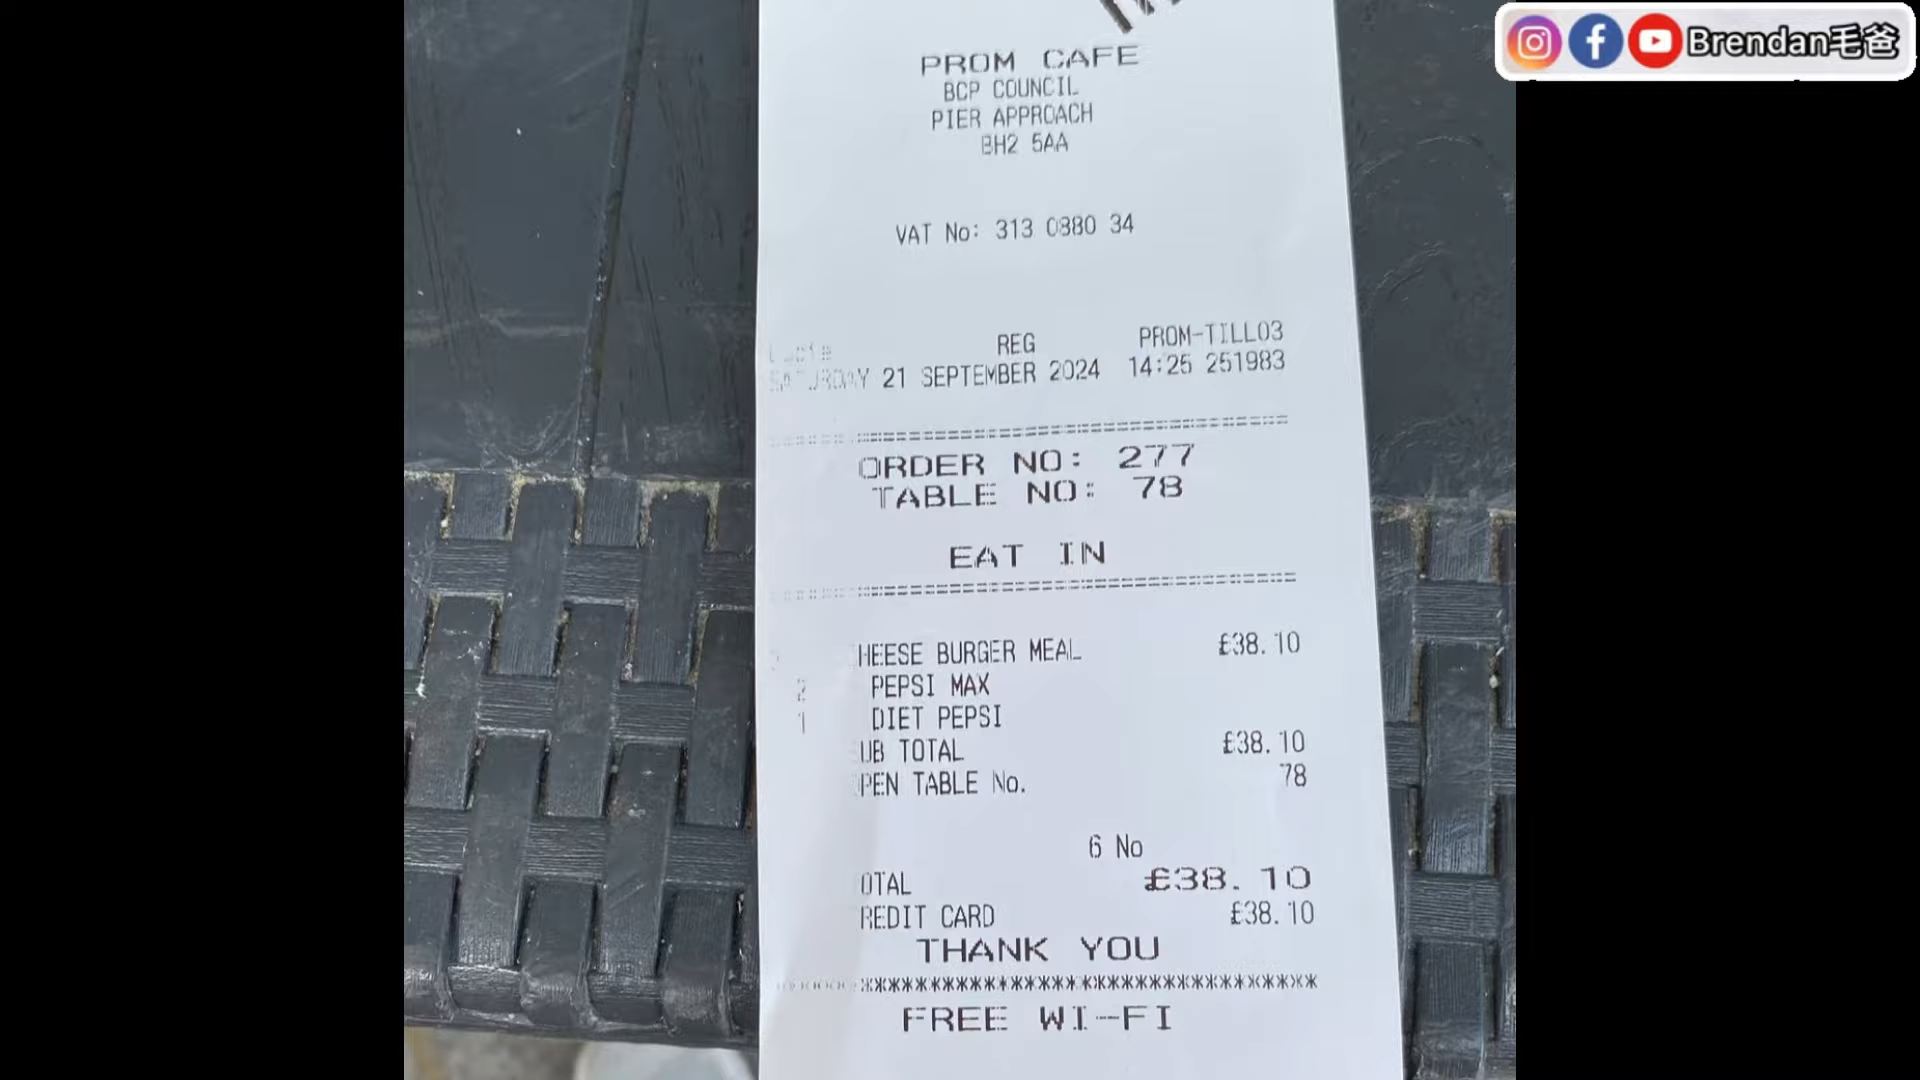 Brendan毛爸
PROM CAFE
BCP COUNCIL
PIER APPROACH
BH2 5AA
VAT No: 313 0880 34
REG PROM-TILL03
SATURDAY 21 SEPTEMBER 2024 14:25 251983
ORDER NO: 277
TABLE NO: 78
EAT IN
HEESE BURGER MEAL £38.10
2 PEPSI MAX
1 DIET PEPSI
UB TOTAL £38.10
PEN TABLE No. 78
6 No
OTAL £38.10
REDIT CARD £38.10
THANK YOU
*************************************
FREE WI-FI